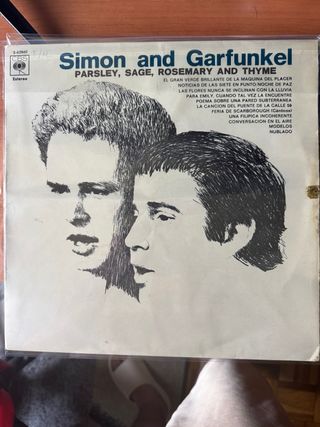 CBS
Estereo
Simon and Garfunkel
PARSLEY, SAGE, ROSEMARY AND THYME
EL GRAN VERDE BRILLANTE DE LA MAQUINA DEL PLACER
NOTICIAS DE LAS SIETE EN PUNTO/NOCHE DE PAZ
LAS FLORES NUNCA SE INCLINAN CON LA LLUVIA
PARA EMILY, CUANDO TAL VEZ LA ENCUENTRE
POEMA SOBRE UNA PARED SUBTERRANEA
LA CANCION DEL PUENTE DE LA CALLE 59
FERIA DE SCARBOROUGH (Cántico)
UNA FILIPICA INCOHERENTE
CONVERSACION EN EL AIRE
MODELOS
NUBLADO